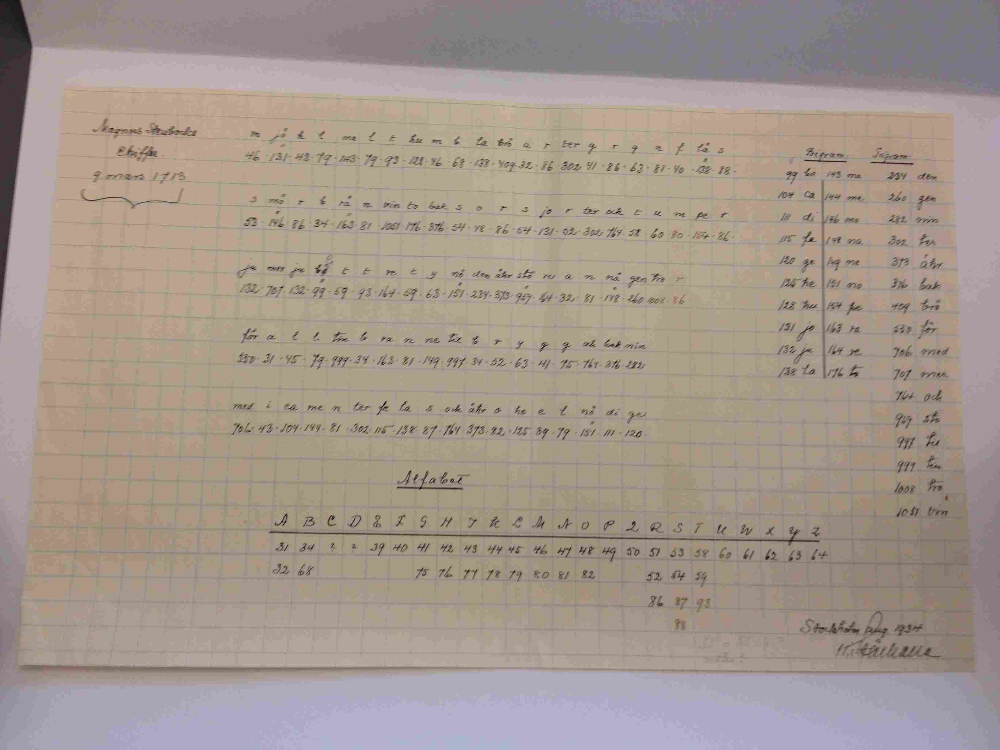 Magnus Stenbocks
Chiffer.
9 mars 1713
m jö h l ma l t hu m b la brö a r ter g r y n f lä s
46 · 131 · 42 · 79 · 143 · 79 · 93 · 128 · 46 · 68 · 138 · 409 · 32 · 86 · 302 · 41 · 86 · 63 · 81 · 40 · 138 · 88 ·
s mö r b rä n vin to bak s o r s jo r ter och t u m pe r
53 · 146 · 86 · 34 · 163 · 81 · 1051 · 176 · 376 · 54 · 48 · 86 · 54 · 131 · 52 · 302 · 764 · 58 · 60 · 80 · 154 · 86 ·
ju mer ju t t re t y nö den åhr stö re a n nå gen tro r
132 · 707 · 132 · 99 · 59 · 93 · 164 · 59 · 63 · 151 · 234 · 373 · 957 · 164 · 32 · 81 · 148 · 260 · 1008 · 86 ·
för a l l tin b ra n ne tu b r y g g och bak nin
530 · 31 · 45 · 79 · 999 · 34 · 163 · 81 · 149 · 997 · 34 · 52 · 63 · 41 · 75 · 764 · 376 · 282
med i ca me n ter fe la s och åhr o he e l nö di ge
706 · 43 · 104 · 144 · 81 · 302 · 115 · 138 · 87 · 764 · 373 · 82 · 125 · 39 · 79 · 151 · 111 · 120 ·
Bigram: Trigram:
99 be 143 ma 234 den
104 ca 144 me 260 gen
111 di 146 mo 282 nin
115 fe 148 na 302 ter
120 ge 149 ne 373 åhr
125 he 151 no 376 bak
128 hu 154 pe 409 brö
131 jo 163 ra 530 för
132 ju 164 re 706 med
138 la 176 to 707 mer
764 och
957 sto
997 tu
999 tin
1008 tro
1051 vin
Alfabet
A B C D E F G H I K L M N O P Q R S T U W X Y Z
31 34 ? ? 39 40 41 42 43 44 45 46 47 48 49 50 51 53 58 60 61 62 63 64
32 68 75 76 77 78 79 80 81 82 52 54 59
86 87 93
88
Stockholm Aug 1934